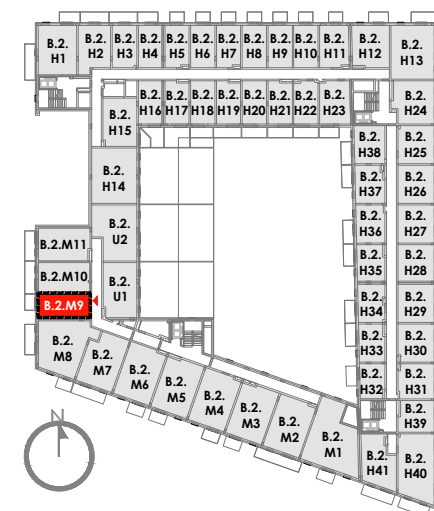 B.2.
H1
B.2.
H2
B.2.
H3
B.2.
H4
B.2.
H5
B.2.
H6
B.2.
H7
B.2.
H8
B.2.
H9
B.2.
H10
B.2.
H11
B.2.
H12
B.2.
H13
B.2.
H16
B.2.
H17
B.2.
H18
B.2.
H19
B.2.
H20
B.2.
H21
B.2.
H22
B.2.
H23
B.2.
H24
B.2.
H15
B.2.
H38
B.2.
H25
B.2.
H14
B.2.
H37
B.2.
H26
B.2.
U2
B.2.
H36
B.2.
H27
B.2.M11
B.2.
H35
B.2.
H28
B.2.M10
B.2.
U1
B.2.M9
B.2.
H34
B.2.
H29
B.2.
M8
B.2.
M7
B.2.
M6
B.2.
M5
B.2.
M4
B.2.
M3
B.2.
M2
B.2.
M1
B.2.
H33
B.2.
H30
B.2.
H32
B.2.
H31
B.2.
H39
B.2.
H41
B.2.
H40
N